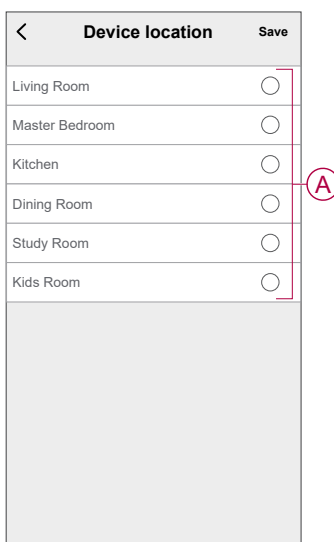 Device location Save
Living Room
Master Bedroom
Kitchen
A
Dining Room
Study Room
Kids Room